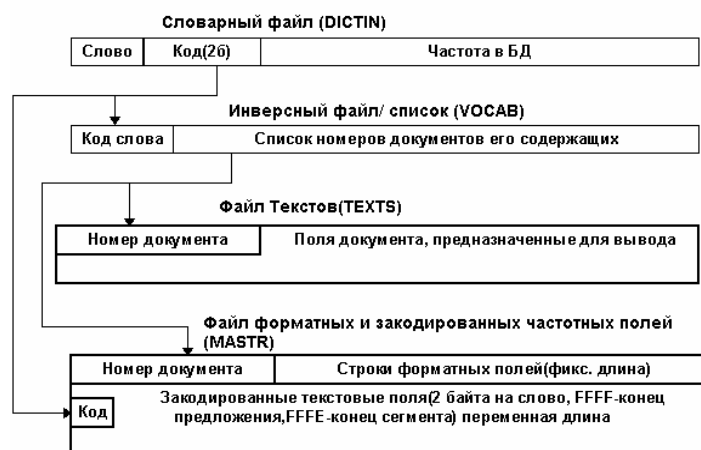 Словарный файл (DICTIN)
Слово Код(2б) Частота в БД
Инверсный файл/ список (VOCAB)
Код слова Список номеров документов его содержащих
Файл Текстов(TEXTS)
Номер документа Поля документа, предназначенные для вывода
Файл форматных и закодированных частотных полей
(MASTR)
Номер документа Строки форматных полей(фикс. длина)
Закодированные текстовые поля(2 байта на слово, FFFF-конец
Код предложения,FFFE-конец сегмента) переменная длина